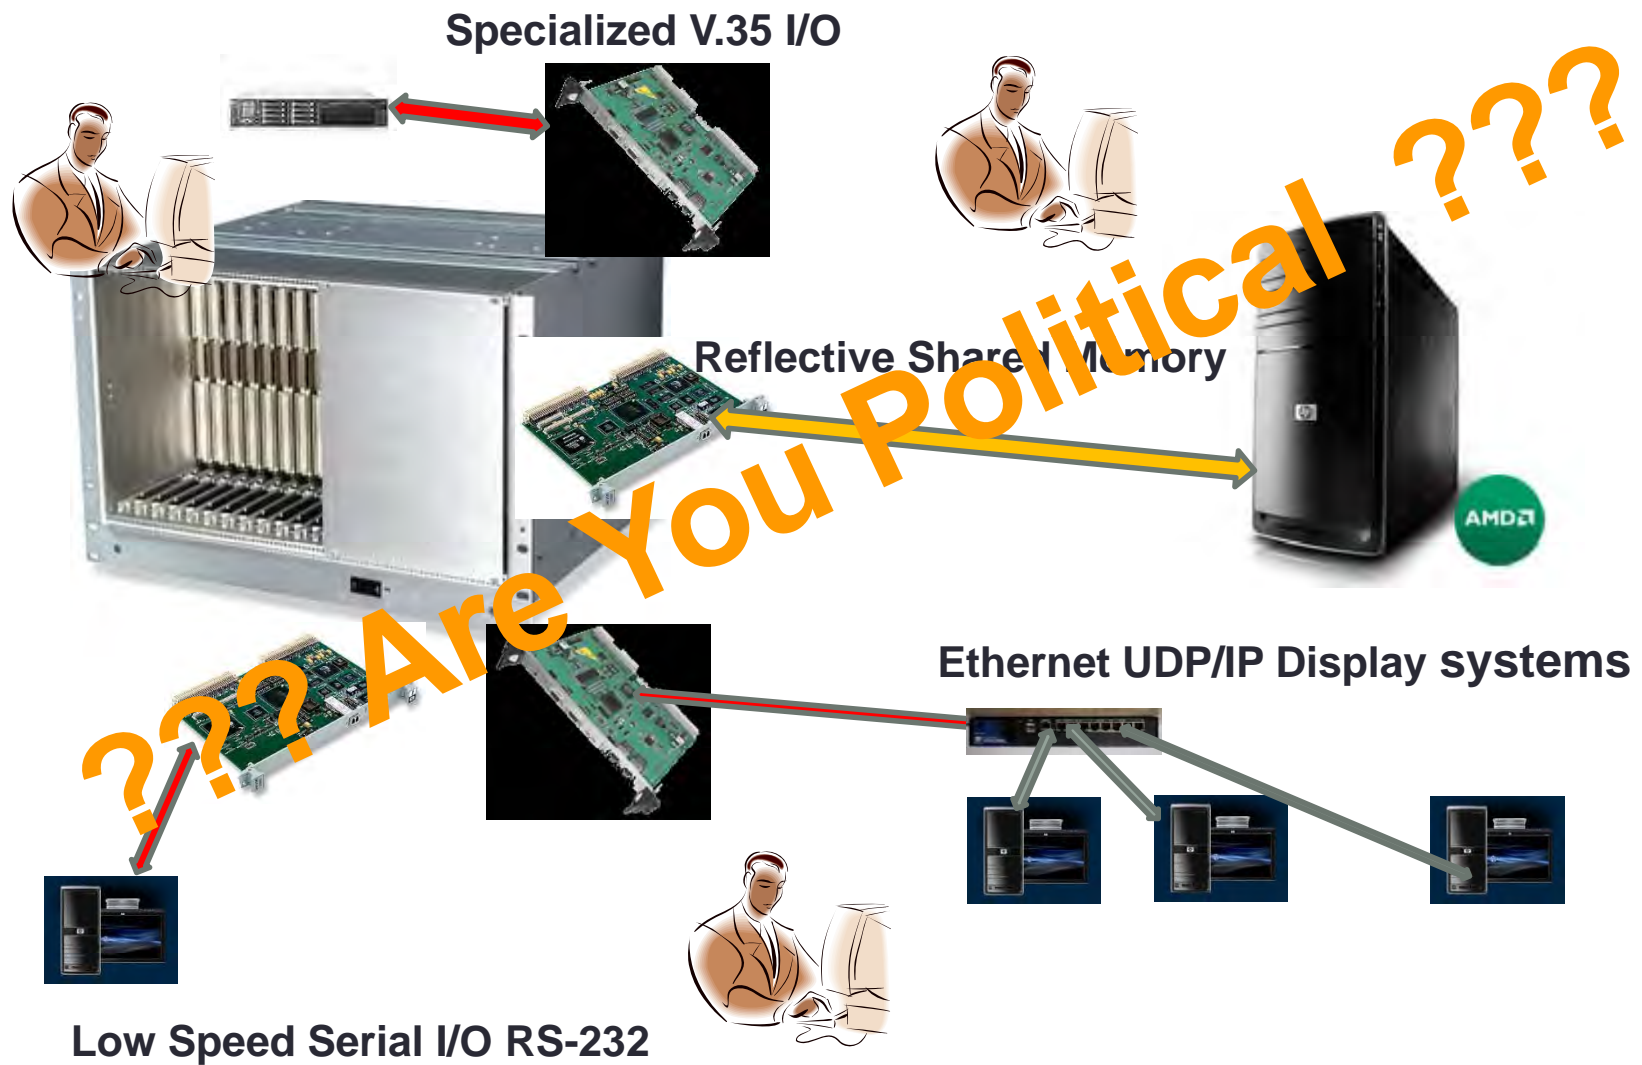 Specialized V.35 I/O
??? Are You Political ???
Reflective Shared Memory
AMD
Ethernet UDP/IP Display systems
Low Speed Serial I/O RS-232